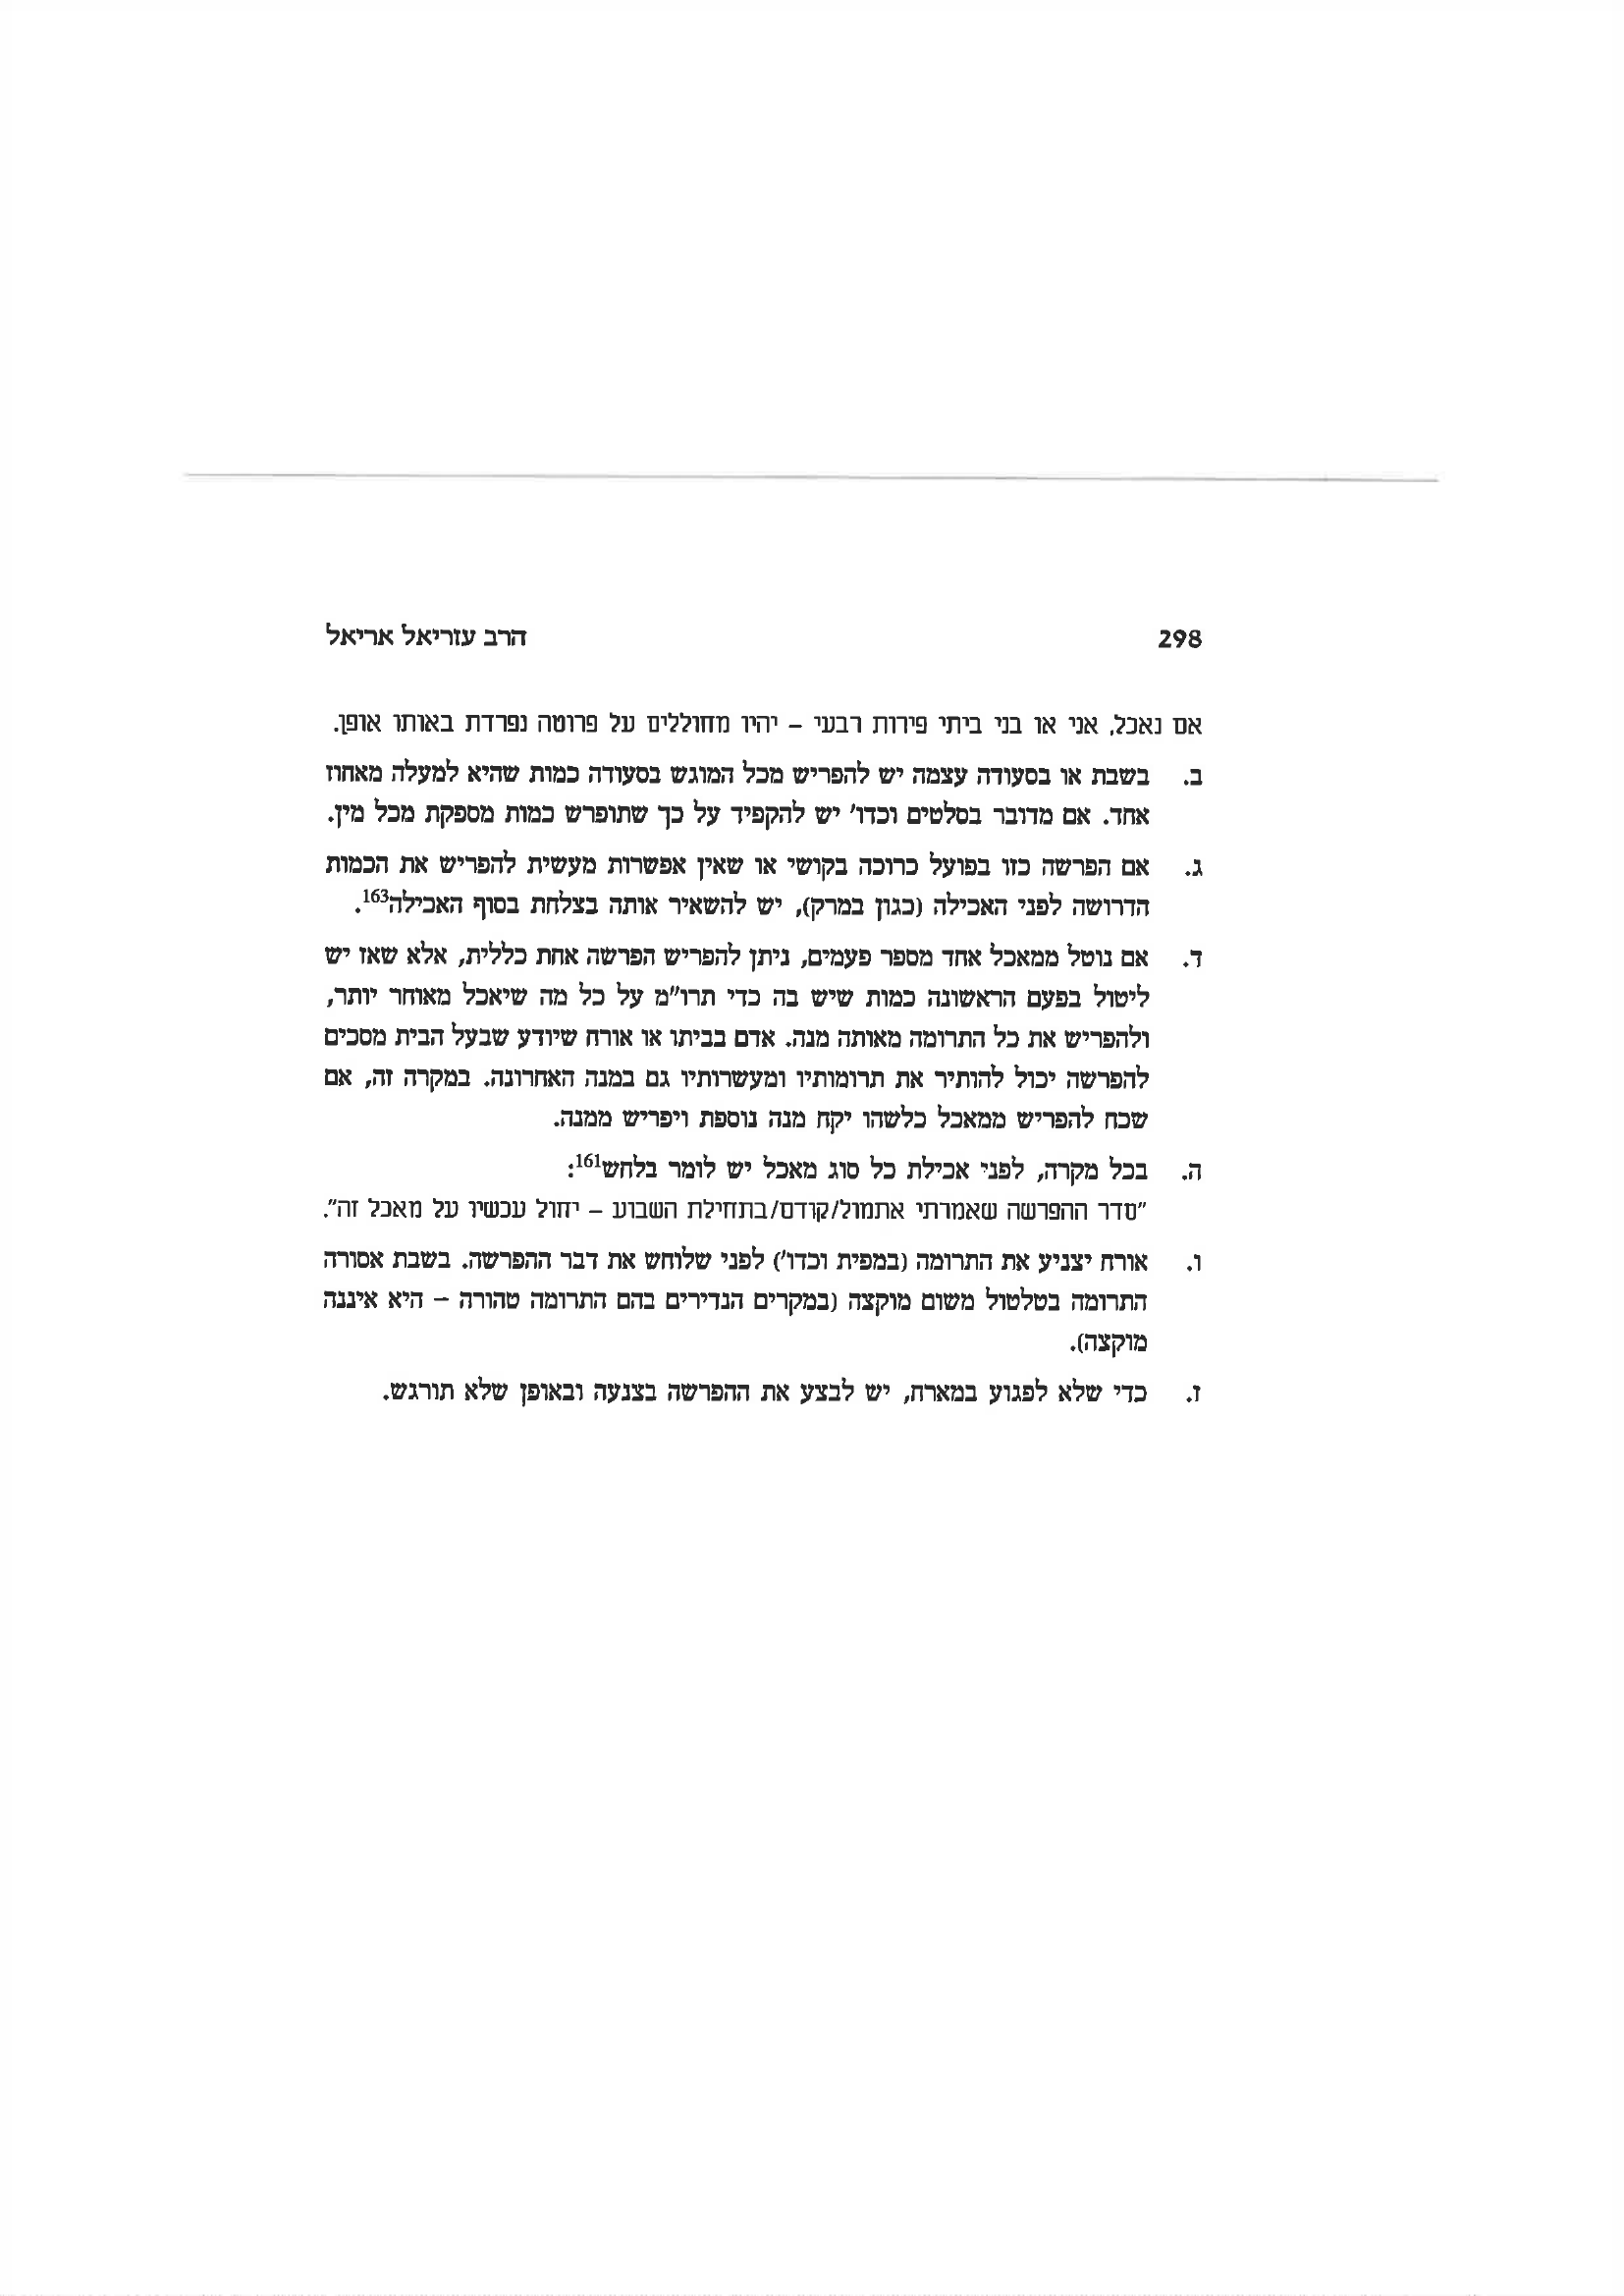 298 הרב עזריאל אריאל
אם נאכל, אני או בני ביתי פירות רבעי – יהיו מחוללים על פרוטה נפרדת באותו אופן.
ב. בשבת או בסעודה עצמה יש להפריש מכל המוגש בסעודה כמות שהיא למעלה מאחוז
אחד. אם מדובר בסלטים וכדו' יש להקפיד על כך שתופרש כמות מספקת מכל מין.
ג. אם הפרשה כזו בפועל כרוכה בקושי או שאין אפשרות מעשית להפריש את הכמות
הדרושה לפני האכילה (כגון במרק), יש להשאיר אותה בצלחת בסוף האכילה163.
ד. אם נוטל ממאכל אחד מספר פעמים, ניתן להפריש הפרשה אחת כללית, אלא שאז יש
ליטול בפעם הראשונה כמות שיש בה כדי תרו"מ על כל מה שיאכל מאוחר יותר,
ולהפריש את כל התרומה מאותה מנה. אדם בביתו או אורח שיודע שבעל הבית מסכים
להפרשה יכול להותיר את תרומותיו ומעשרותיו גם במנה האחרונה. במקרה זה, אם
שכח להפריש ממאכל כלשהו יקח מנה נוספת ויפריש ממנה.
ה. בכל מקרה, לפני אכילת כל סוג מאכל יש לומר בלחש161:
"סדר ההפרשה שאמרתי אתמול/קודם/בתחילת השבוע – יחול עכשיו על מאכל זה".
ו. אורח יצניע את התרומה (במפית וכדו') לפני שלוחש את דבר ההפרשה. בשבת אסורה
התרומה בטלטול משום מוקצה (במקרים הנדירים בהם התרומה טהורה – היא איננה
מוקצה).
ז. כדי שלא לפגוע במארח, יש לבצע את ההפרשה בצנעה ובאופן שלא תורגש.